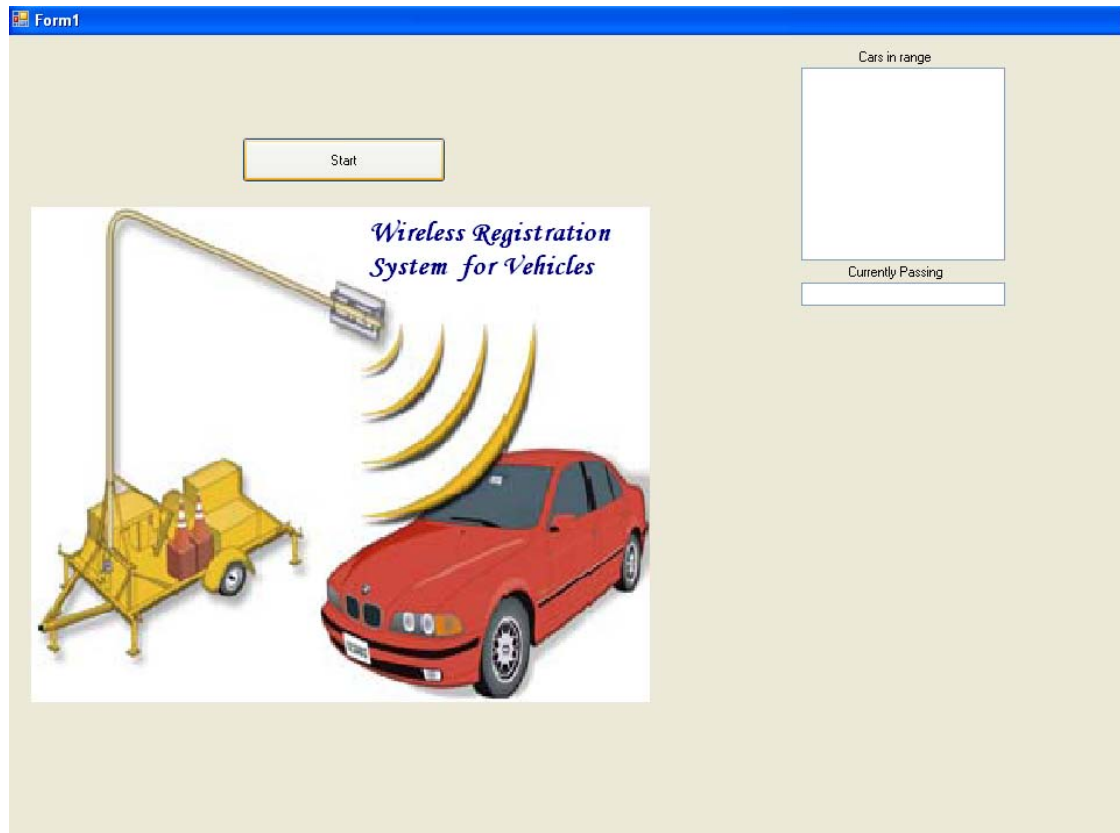 Form1
Cars in range
Start
Wireless Registration
System for Vehicles
Currently Passing